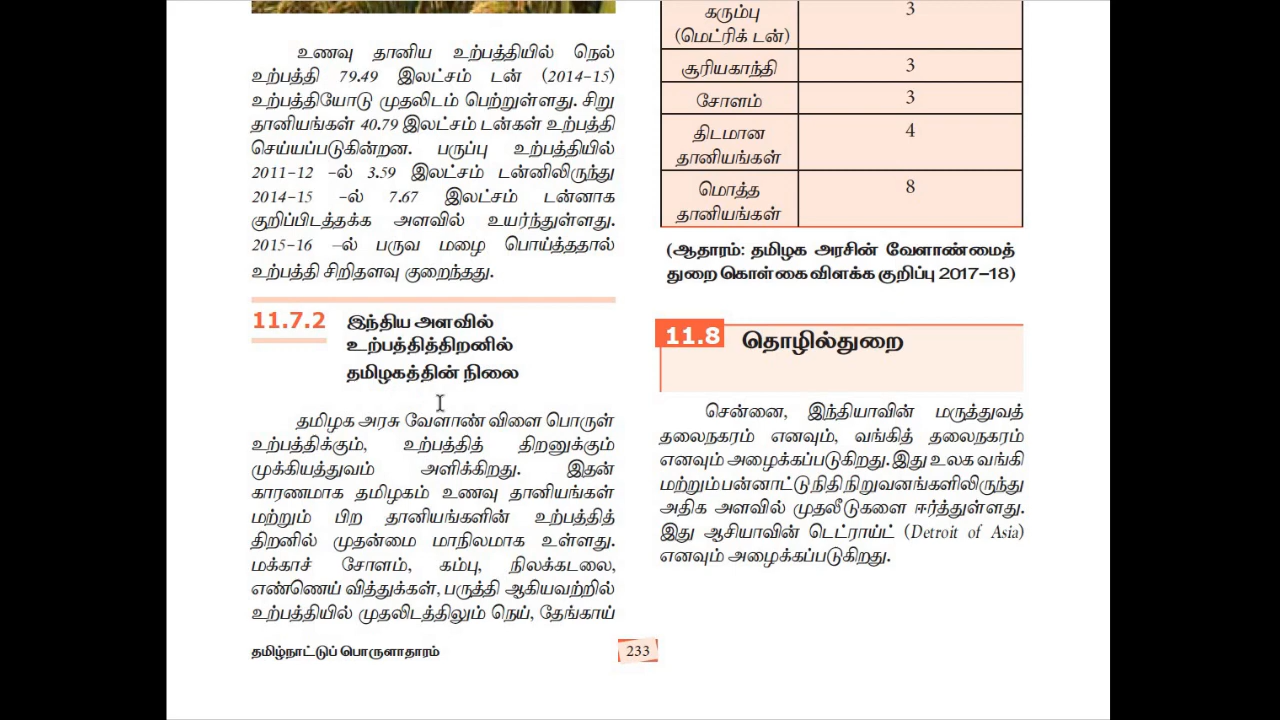 உணவு தானிய உற்பத்தியில் நெல்
உற்பத்தி 79.49 இலட்சம் டன் (2014-15)
உற்பத்தியோடு முதலிடம் பெற்றுள்ளது. சிறு
தானியங்கள் 40.79 இலட்சம் டன்கள் உற்பத்தி
செய்யப்படுகின்றன. பருப்பு உற்பத்தியில்
2011-12 -ல் 3.59 இலட்சம் டன்னிலிருந்து
2014-15 -ல் 7.67 இலட்சம் டன்னாக
குறிப்பிடத்தக்க அளவில் உயர்ந்துள்ளது.
2015-16 –ல் பருவ மழை பொய்த்ததால்
உற்பத்தி சிறிதளவு குறைந்தது.
11.7.2 இந்திய அளவில்
உற்பத்தித்திறனில்
தமிழகத்தின் நிலை
தமிழக அரசு வேளாண் விளை பொருள்
உற்பத்திக்கும், உற்பத்தித் திறனுக்கும்
முக்கியத்துவம் அளிக்கிறது. இதன்
காரணமாக தமிழகம் உணவு தானியங்கள்
மற்றும் பிற தானியங்களின் உற்பத்தித்
திறனில் முதன்மை மாநிலமாக உள்ளது.
மக்காச் சோளம், கம்பு, நிலக்கடலை,
எண்ணெய் வித்துக்கள், பருத்தி ஆகியவற்றில்
உற்பத்தியில் முதலிடத்திலும் நெய், தேங்காய்
கரும்பு 3
(மெட்ரிக் டன்)
சூரியகாந்தி 3
சோளம் 3
திடமான 4
தானியங்கள்
மொத்த 8
தானியங்கள்
(ஆதாரம்: தமிழக அரசின் வேளாண்மைத்
துறை கொள்கை விளக்க குறிப்பு 2017–18)
11.8 தொழில்துறை
சென்னை, இந்தியாவின் மருத்துவத்
தலைநகரம் எனவும், வங்கித் தலைநகரம்
எனவும் அழைக்கப்படுகிறது. இது உலக வங்கி
மற்றும் பன்னாட்டு நிதி நிறுவனங்களிலிருந்து
அதிக அளவில் முதலீடுகளை ஈர்த்துள்ளது.
இது ஆசியாவின் டெட்ராய்ட் (Detroit of Asia)
எனவும் அழைக்கப்படுகிறது.
தமிழ்நாட்டுப் பொருளாதாரம்
233